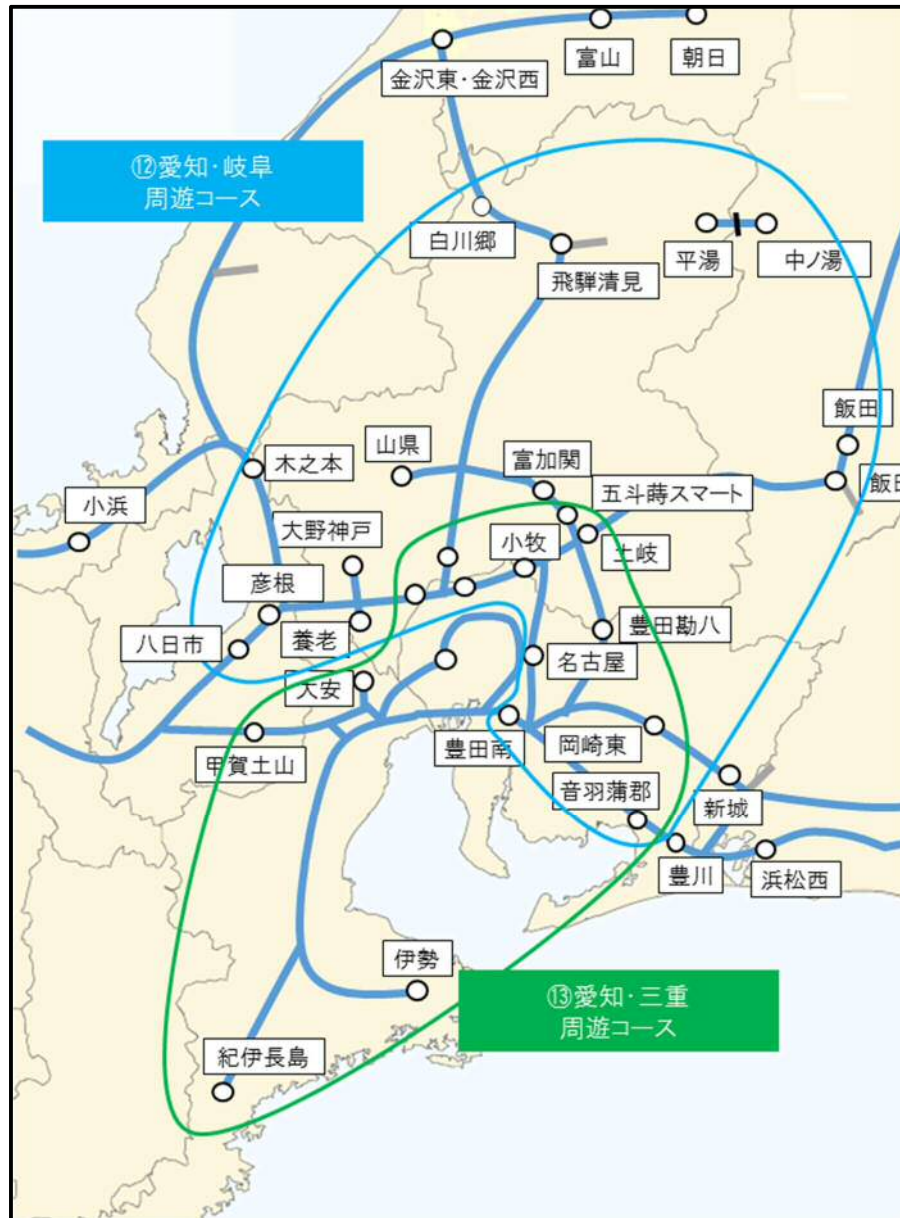 富山
朝日
金沢東・金沢西
⑫愛知・岐阜
周遊コース
白川郷
平湯
中ノ湯
飛騨清見
飯田
山県
富加関
木之本
五斗蒔スマート
飯田
小浜
大野神戸
小牧
土岐
彦根
豊田勘八
八日市
養老
名古屋
大安
甲賀土山
豊田南
岡崎東
音羽蒲郡
新城
豊川
浜松西
伊勢
⑬愛知・三重
周遊コース
紀伊長島